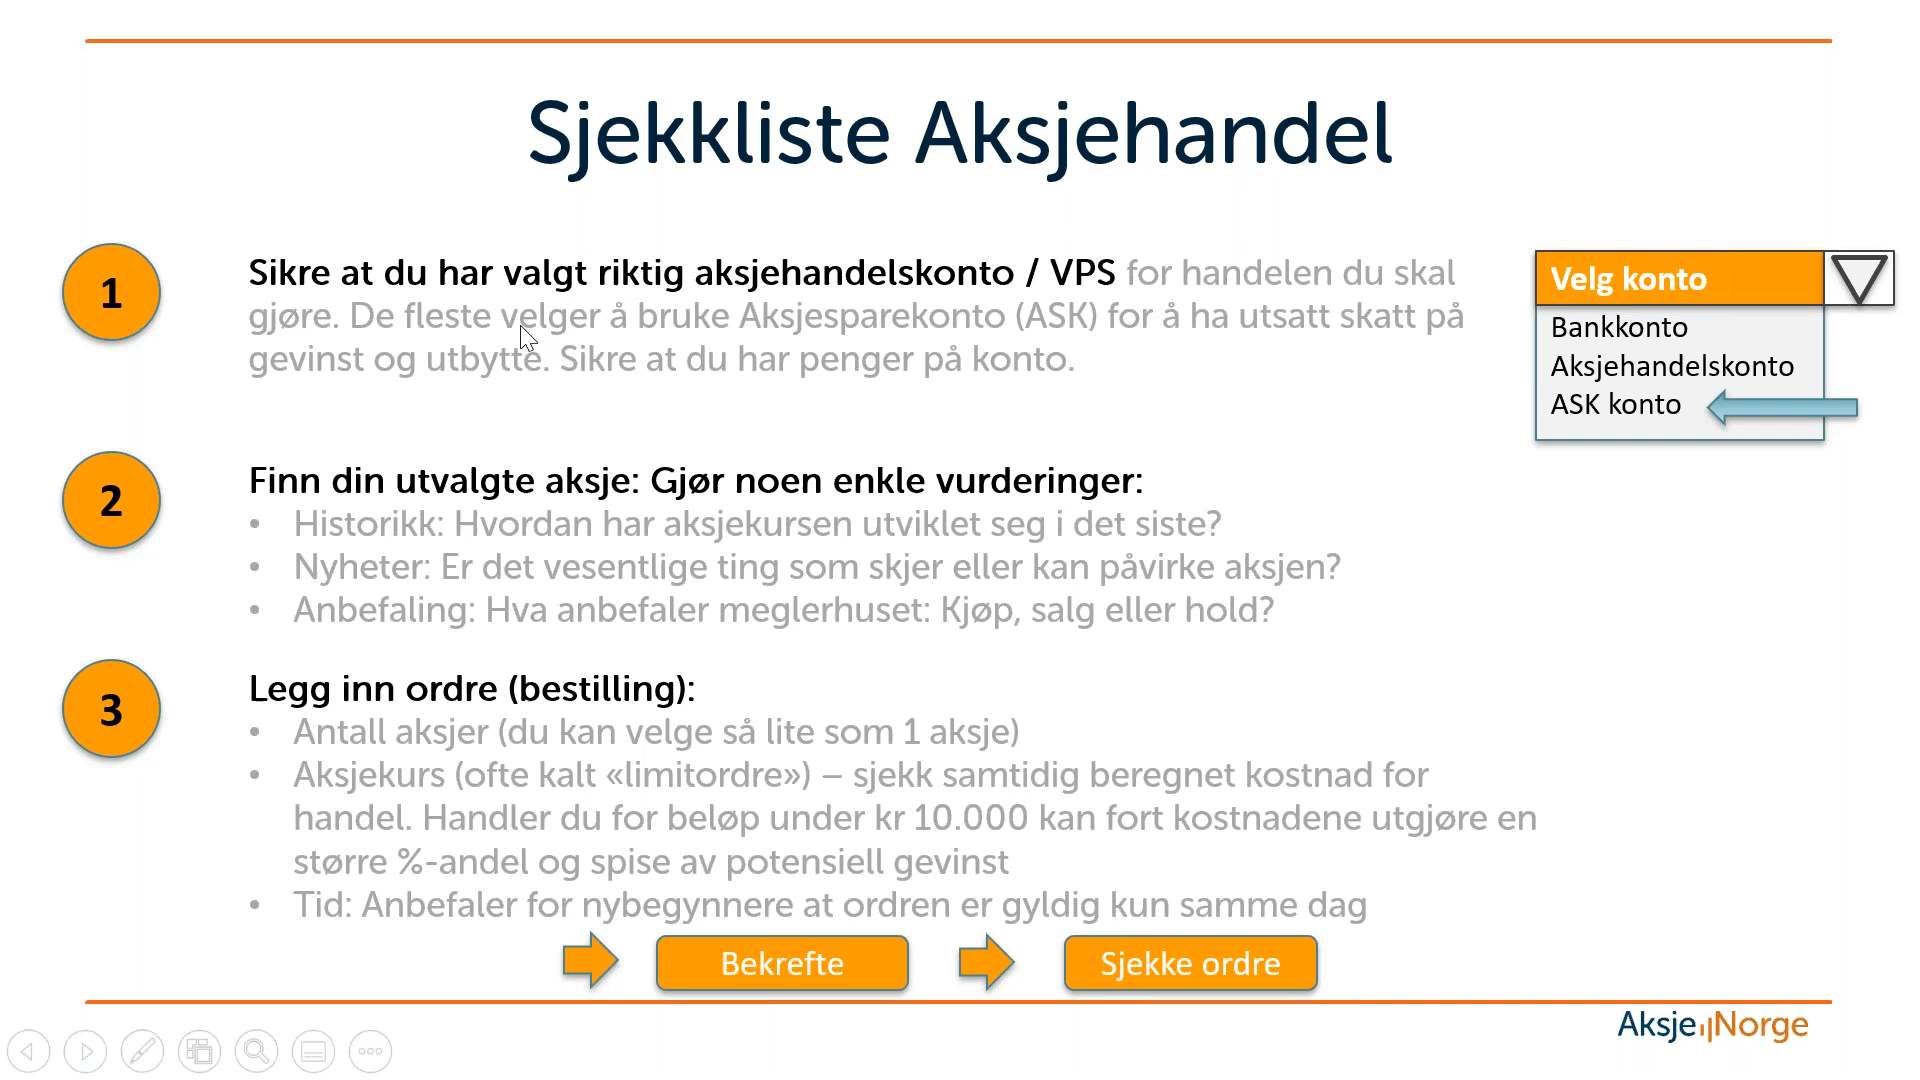 Sjekkliste Aksjehandel
1
Sikre at du har valgt riktig aksjehandelskonto / VPS for handelen du skal
gjøre. De fleste velger å bruke Aksjesparekonto (ASK) for å ha utsatt skatt på
gevinst og utbytte. Sikre at du har penger på konto.
Velg konto
Bankkonto
Aksjehandelskonto
ASK konto
2
Finn din utvalgte aksje: Gjør noen enkle vurderinger:
• Historikk: Hvordan har aksjekursen utviklet seg i det siste?
• Nyheter: Er det vesentlige ting som skjer eller kan påvirke aksjen?
• Anbefaling: Hva anbefaler meglerhuset: Kjøp, salg eller hold?
3
Legg inn ordre (bestilling):
• Antall aksjer (du kan velge så lite som 1 aksje)
• Aksjekurs (ofte kalt «limitordre») – sjekk samtidig beregnet kostnad for
handel. Handler du for beløp under kr 10.000 kan fort kostnadene utgjøre en
større %-andel og spise av potensiell gevinst
• Tid: Anbefaler for nybegynnere at ordren er gyldig kun samme dag
Bekrefte
Sjekke ordre
AksjeNorge